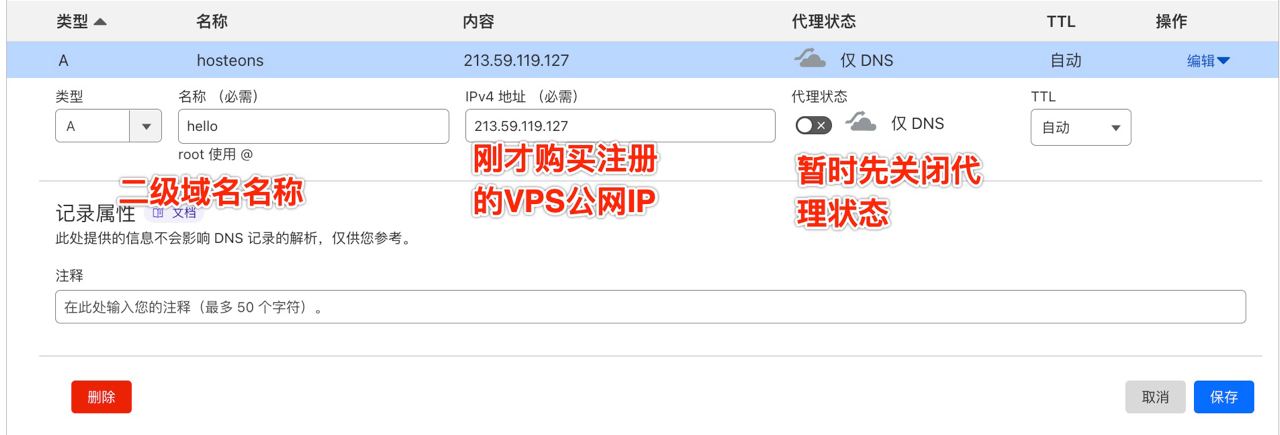 类型 名称 内容 代理状态 TTL 操作
A hosteons 213.59.119.127 仅 DNS 自动 编辑
类型 名称 （必需） IPv4 地址 （必需） 代理状态 TTL
A hello 213.59.119.127 仅 DNS 自动
root 使用 @
二级域名名称
刚才购买注册
的VPS公网IP
暂时先关闭代
理状态
记录属性 文档
此处提供的信息不会影响 DNS 记录的解析，仅供您参考。
注释
在此处输入您的注释（最多 50 个字符）。
删除 取消 保存